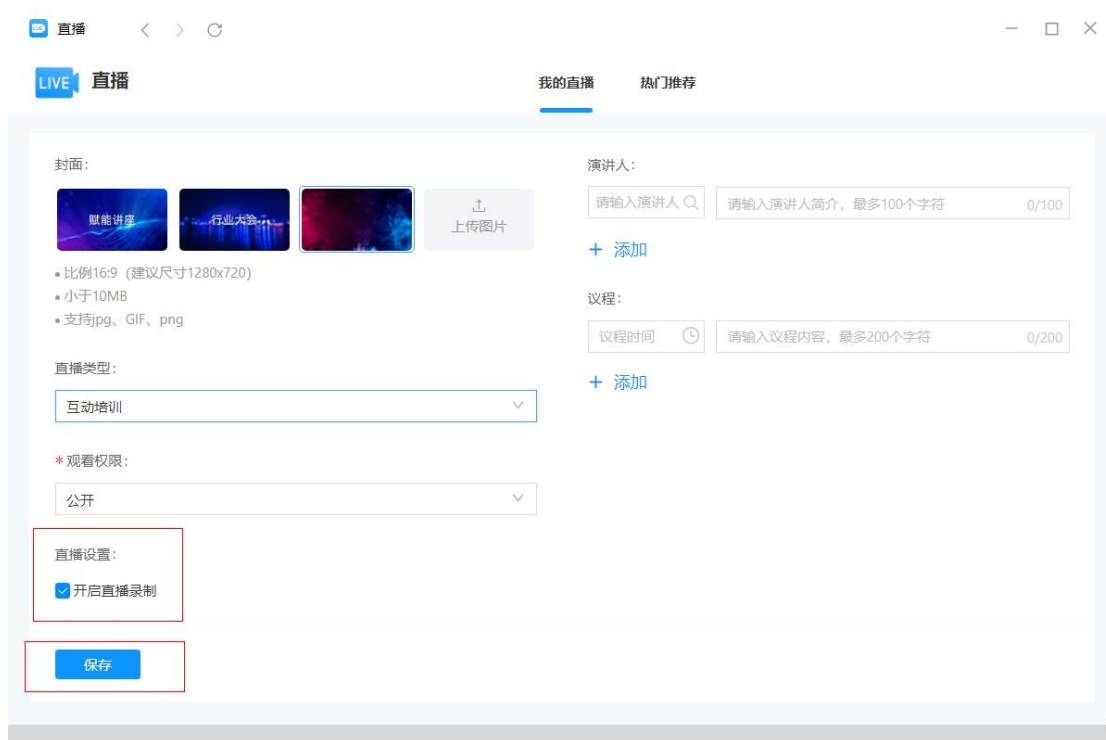 LIVE 直播
LIVE 直播
我的直播 热门推荐
封面：
赋能讲座
行业大会
上传图片
•比例16:9（建议尺寸1280x720）
•小于10MB
•支持jpg、GIF、png
直播类型：
互动培训
*观看权限：
公开
直播设置：
开启直播录制
保存
演讲人：
请输入演讲人 请输入演讲人简介，最多100个字符 0/100
+ 添加
议程：
议程时间 请输入议程内容，最多200个字符 0/200
+ 添加